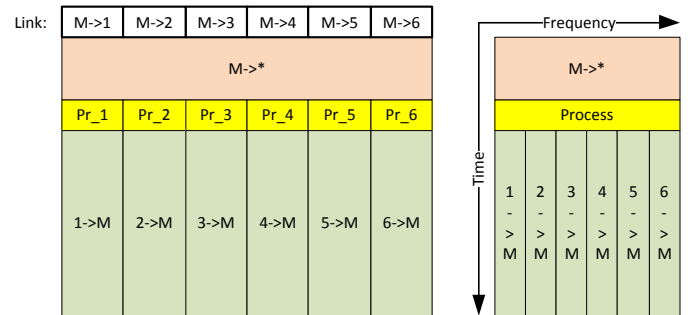 Link: M->1 M->2 M->3 M->4 M->5 M->6
M->*
Pr_1 Pr_2 Pr_3 Pr_4 Pr_5 Pr_6
1->M 2->M 3->M 4->M 5->M 6->M
Frequency
Time
M->*
Process
1 2 3 4 5 6
- - - - - -
> > > > > >
M M M M M M